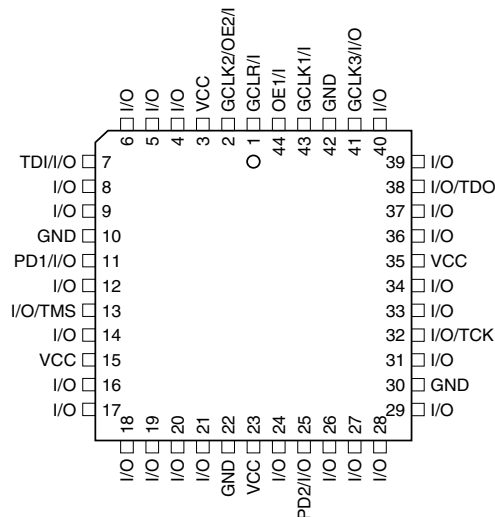 I/O
I/O
I/O
VCC
GCLK2/OE2/I
GCLR/I
OE1/I
GCLK1/I
GND
GCLK3/I/O
I/O
6
5
4
3
2
1
44
43
42
41
40
TDI/I/O 7
I/O 8
I/O 9
GND 10
PD1/I/O 11
I/O 12
I/O/TMS 13
I/O 14
VCC 15
I/O 16
I/O 17
39 I/O
38 I/O/TDO
37 I/O
36 I/O
35 VCC
34 I/O
33 I/O
32 I/O/TCK
31 I/O
30 GND
29 I/O
18
19
20
21
22
23
24
25
26
27
28
I/O
I/O
I/O
I/O
GND
VCC
I/O
PD2/I/O
I/O
I/O
I/O